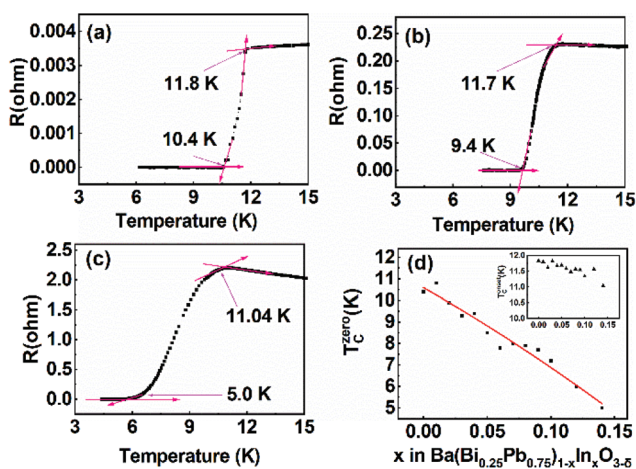 (a)
R(ohm)
0.004
0.003
0.002
0.001
0.000
11.8 K
10.4 K
3 6 9 12 15
Temperature (K)
(b)
R(ohm)
0.25
0.20
0.15
0.10
0.05
0.00
11.7 K
9.4 K
6 9 12 15
Temperature (K)
(c)
R(ohm)
2.5
2.0
1.5
1.0
0.5
0.0
11.04 K
5.0 K
3 6 9 12 15
Temperature (K)
(d)
T_C^zero(K)
12
11
10
9
8
7
6
5
T_C^onset(K)
12.0
11.5
11.0
10.5
10.0
0.00 0.05 0.10 0.15
0.00 0.05 0.10 0.15
x in Ba(Bi0.25Pb0.75)1-xInxO3-δ